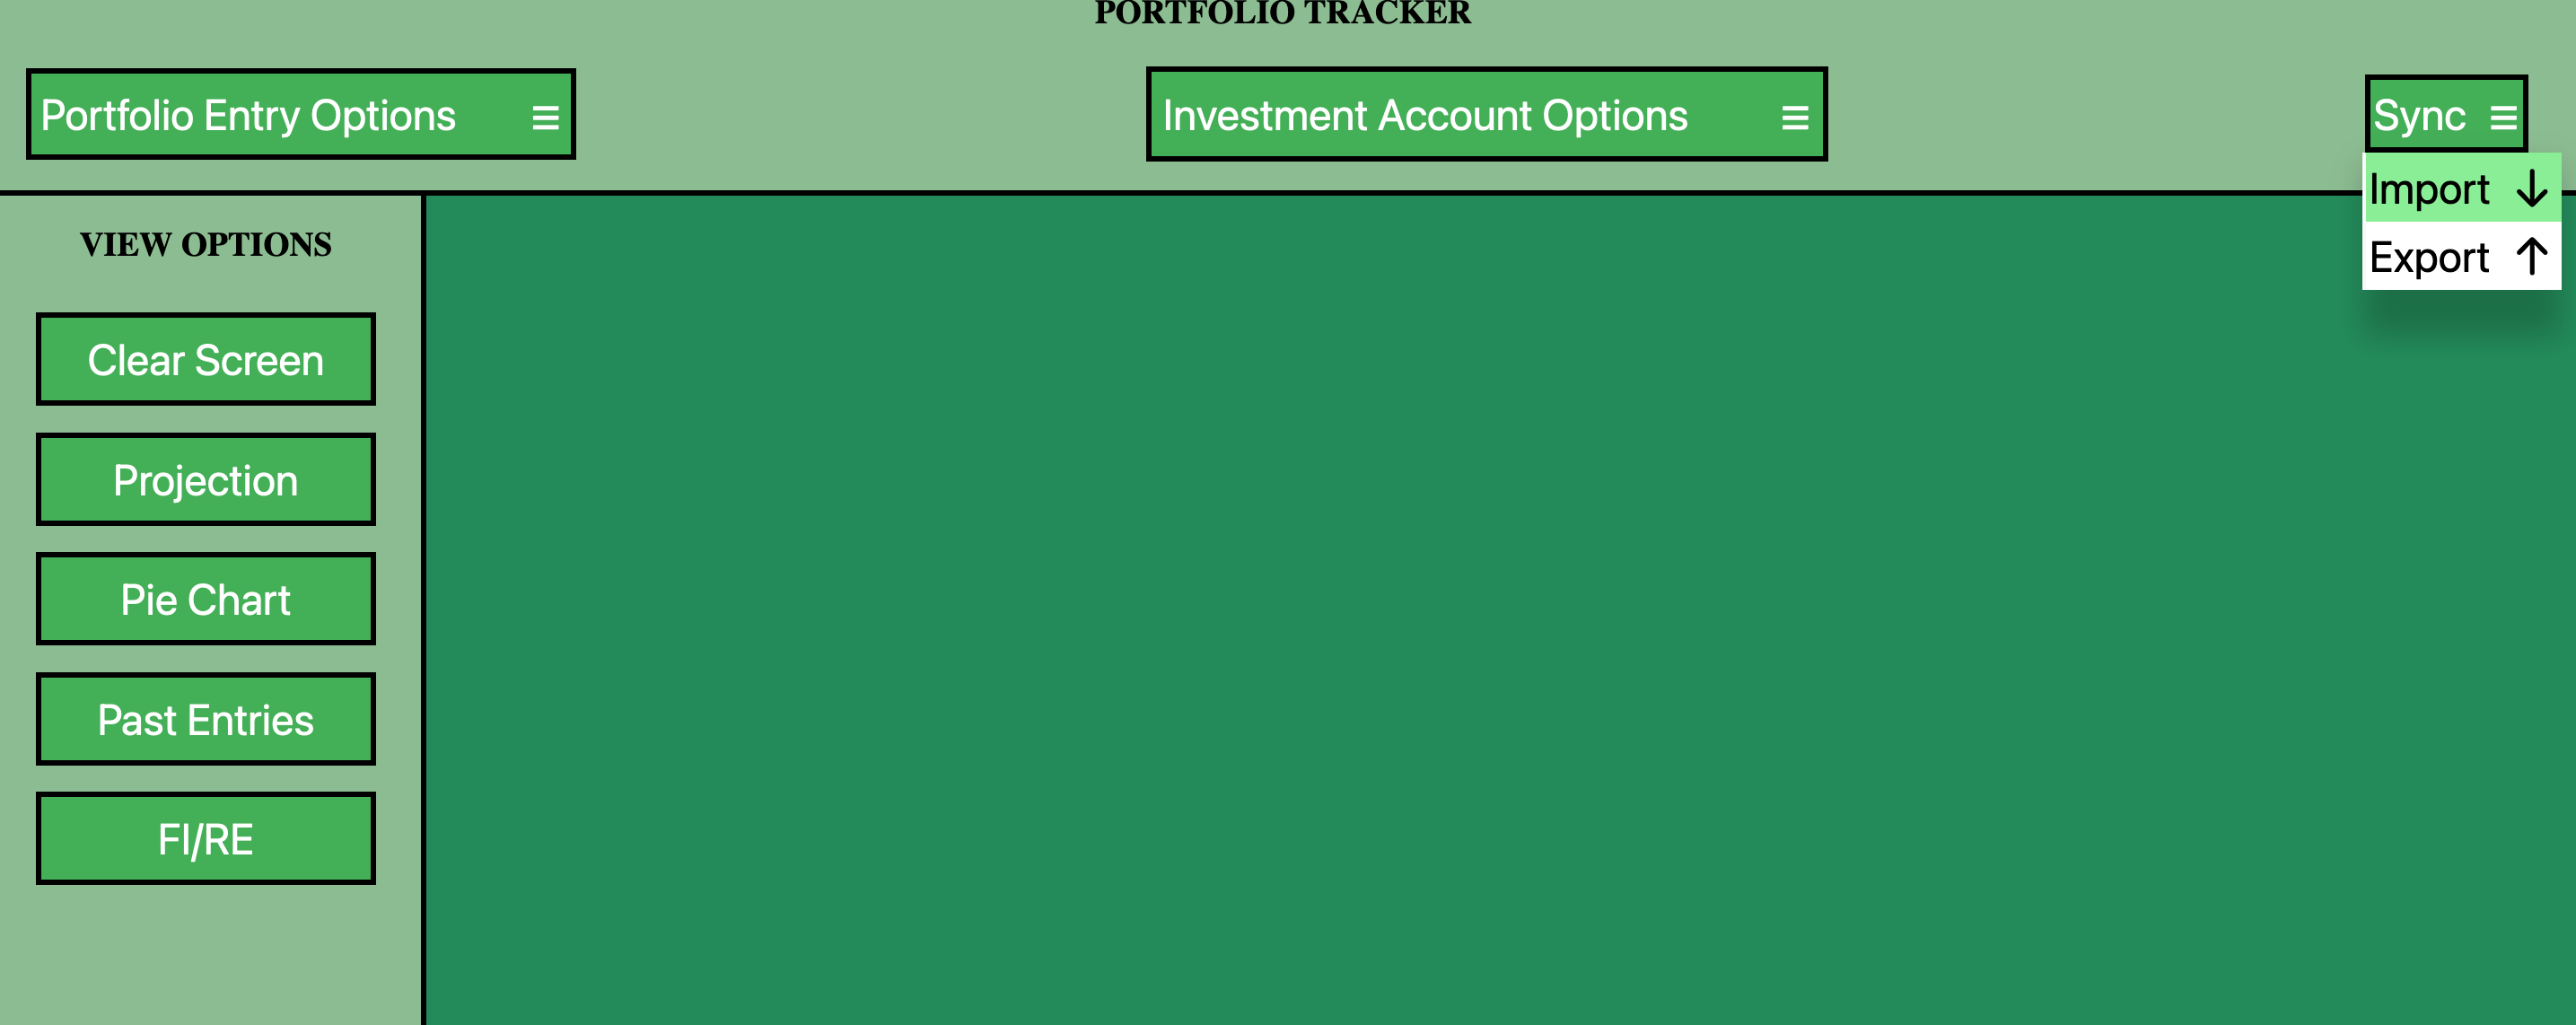 PORTFOLIO TRACKER
Portfolio Entry Options
Investment Account Options
Sync
Import
Export
VIEW OPTIONS
Clear Screen
Projection
Pie Chart
Past Entries
FI/RE